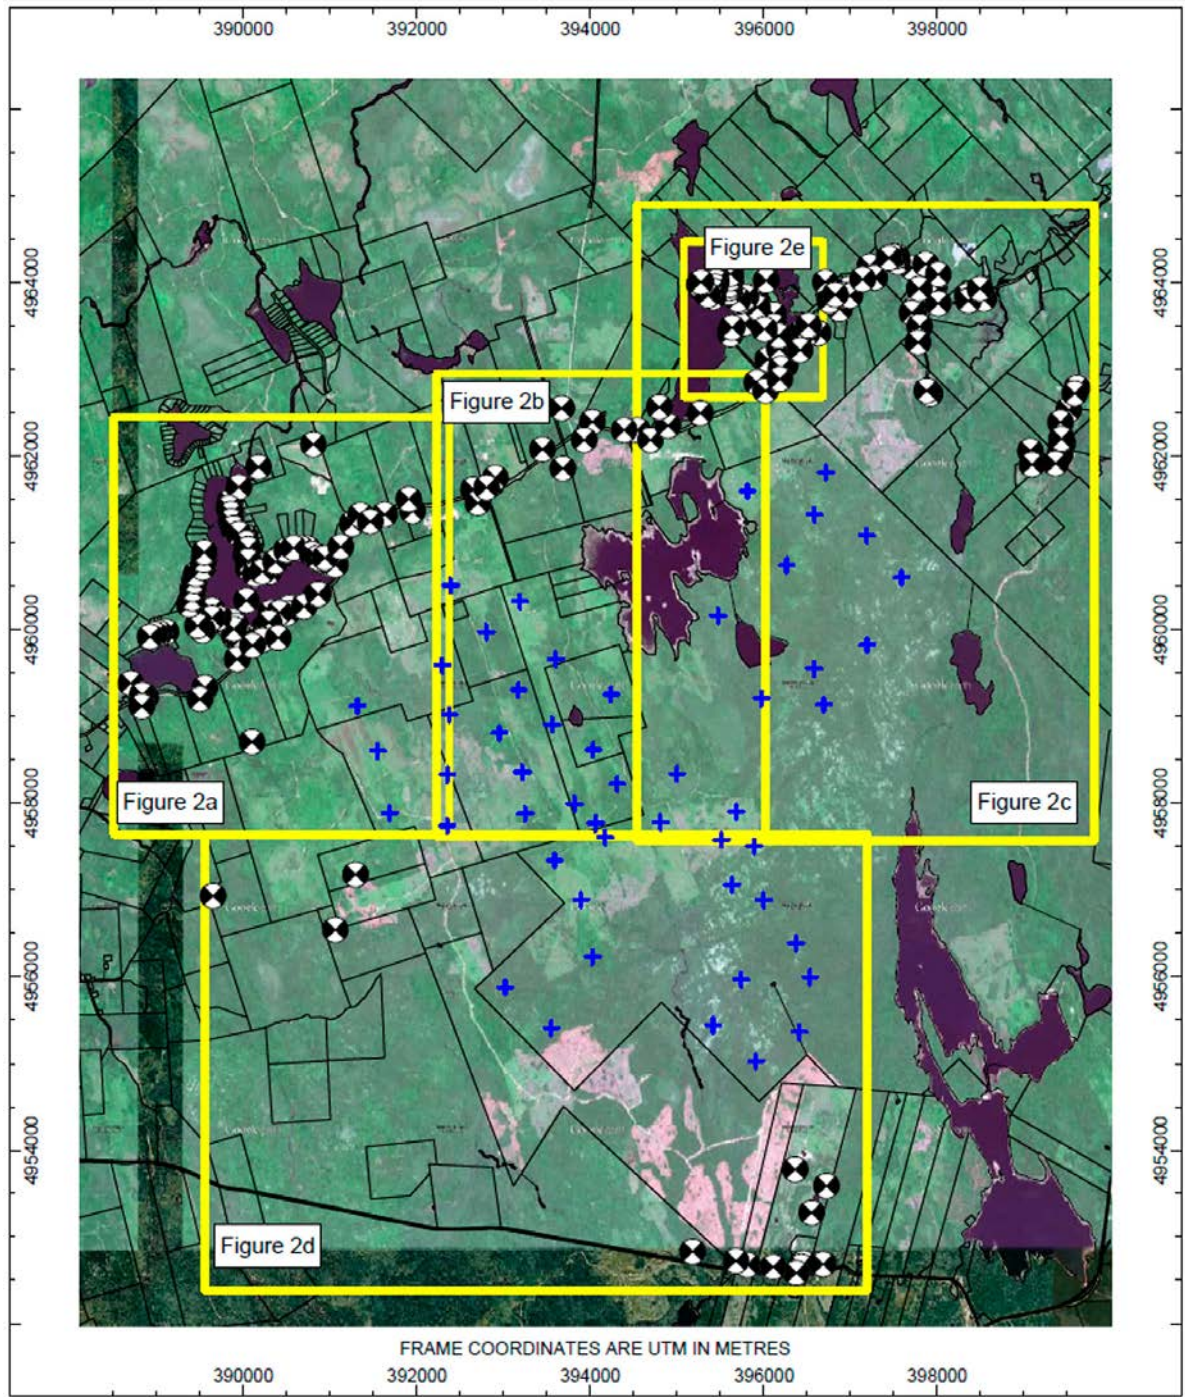 390000 392000 394000 396000 398000
4964000 4964000
4962000 4962000
4960000 4960000
4958000 4958000
4956000 4956000
4954000 4954000
Figure 2e
Figure 2b
Figure 2a
Figure 2c
Figure 2d
FRAME COORDINATES ARE UTM IN METRES
390000 392000 394000 396000 398000